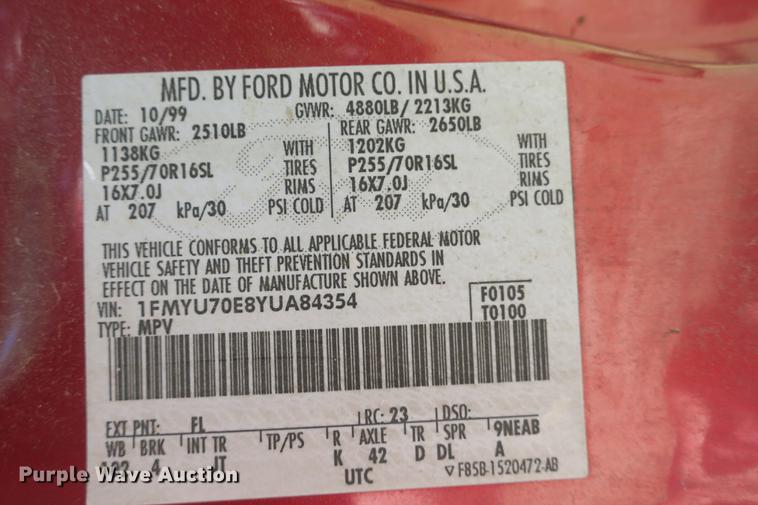 MFD. BY FORD MOTOR CO. IN U.S.A.
DATE: 10/99 GVWR: 4880LB/ 2213KG
FRONT GAWR: 2510LB REAR GAWR: 2650LB
1138KG WITH 1202KG WITH
P255/70R16SL TIRES P255/70R16SL TIRES
16X7.0J RIMS 16X7.0J RIMS
AT 207 kPa/30 PSI COLD AT 207 kPa/30 PSI COLD
THIS VEHICLE CONFORMS TO ALL APPLICABLE FEDERAL MOTOR
VEHICLE SAFETY AND THEFT PREVENTION STANDARDS IN
EFFECT ON THE DATE OF MANUFACTURE SHOWN ABOVE.
VIN: 1FMYU70E8YUA84354 F0105
TYPE: MPV T0100
EXT PNT: FL RC: 23 DSO:
WB BRK INT TR TP/PS R AXLE TR SPR 9NEAB
4 JT K 42 D DL A
UTC F85B-1520472-AB
Purple Wave Auction